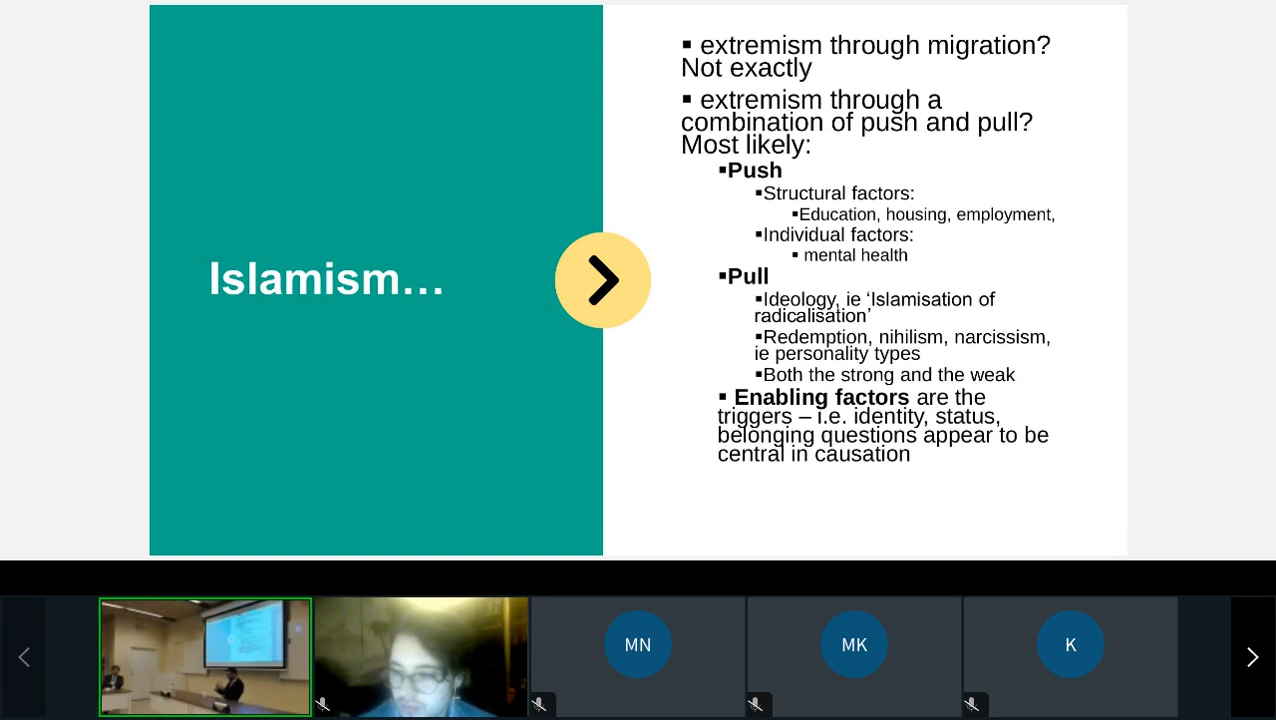 Islamism…
▪ extremism through migration?
Not exactly
▪ extremism through a
combination of push and pull?
Most likely:
▪Push
▪Structural factors:
▪Education, housing, employment,
▪Individual factors:
▪ mental health
▪Pull
▪Ideology, ie ‘Islamisation of
radicalisation’
▪Redemption, nihilism, narcissism,
ie personality types
▪Both the strong and the weak
▪ Enabling factors are the
triggers – i.e. identity, status,
belonging questions appear to be
central in causation
MN
MK
K